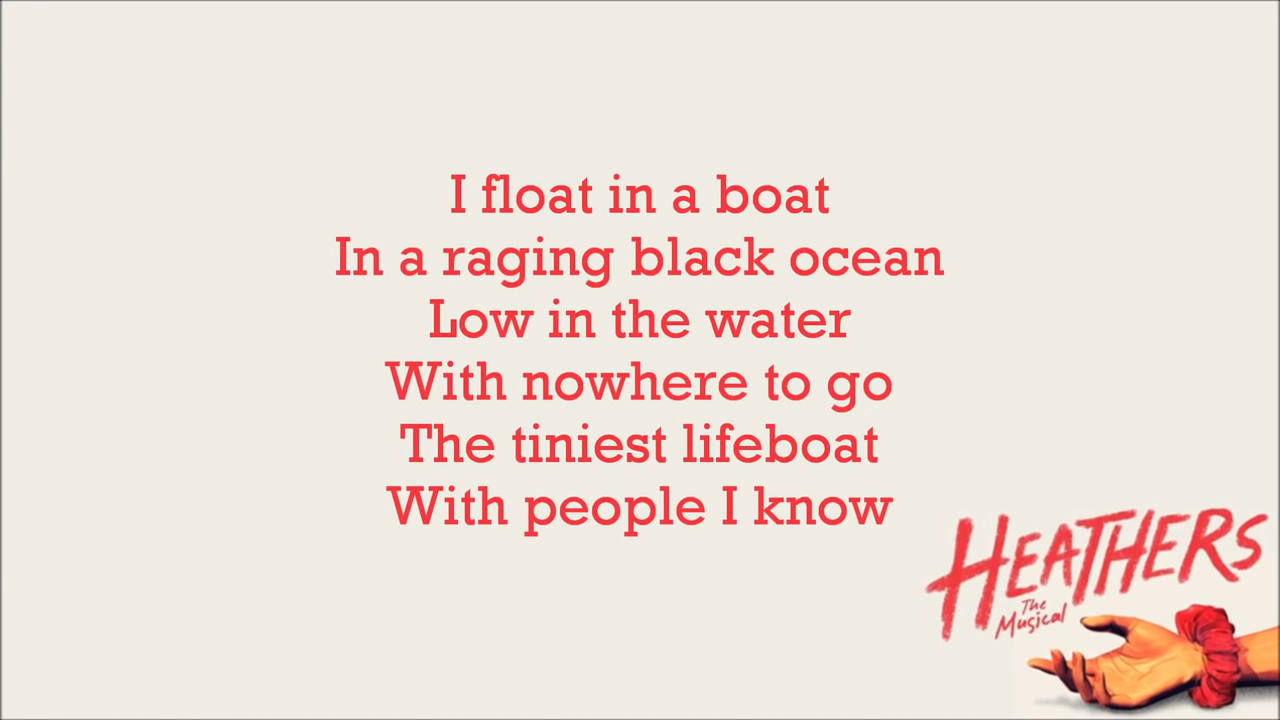 I float in a boat
In a raging black ocean
Low in the water
With nowhere to go
The tiniest lifeboat
With people I know
HEATHERS
The
Musical